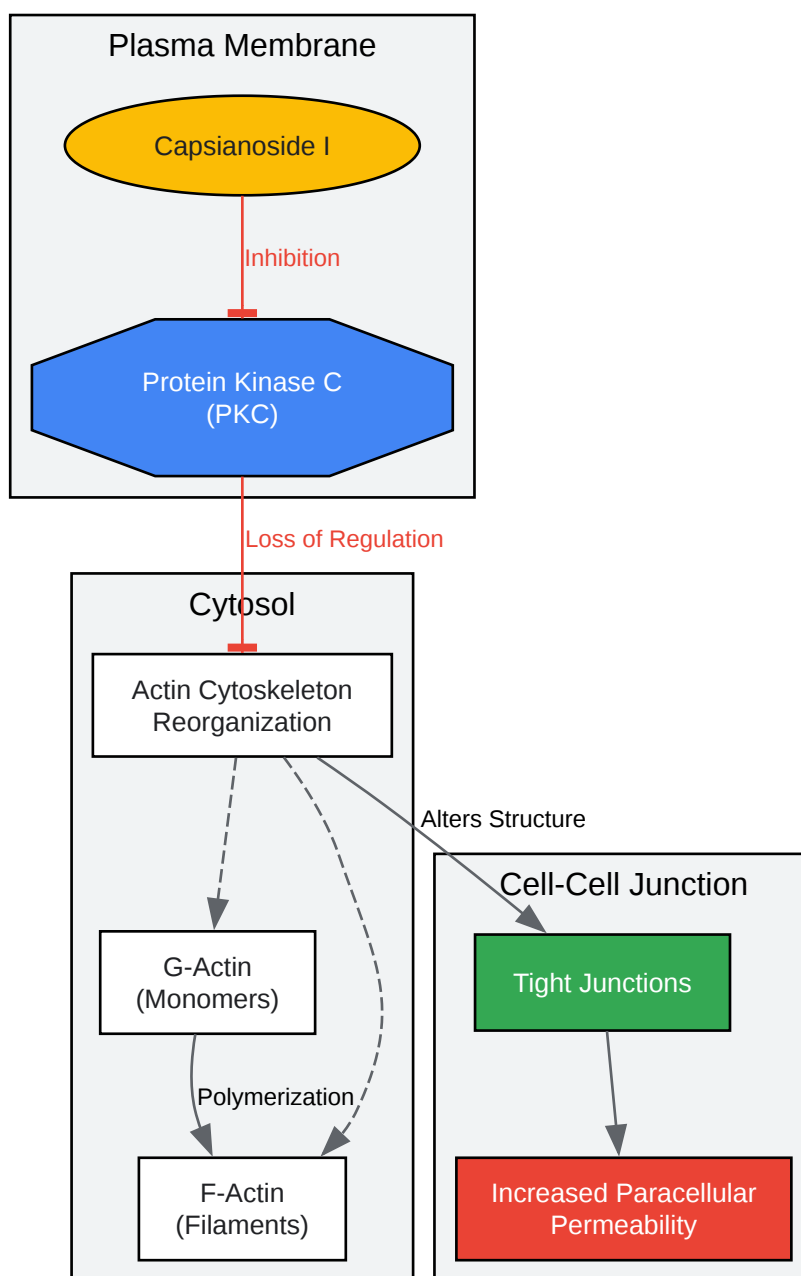 Plasma Membrane
Capsianoside I
Inhibition
Protein Kinase C
(PKC)
Loss of Regulation
Cytosol
Actin Cytoskeleton
Reorganization
Alters Structure
Cell-Cell Junction
G-Actin
(Monomers)
Tight Junctions
Polymerization
F-Actin
(Filaments)
Increased Paracellular
Permeability